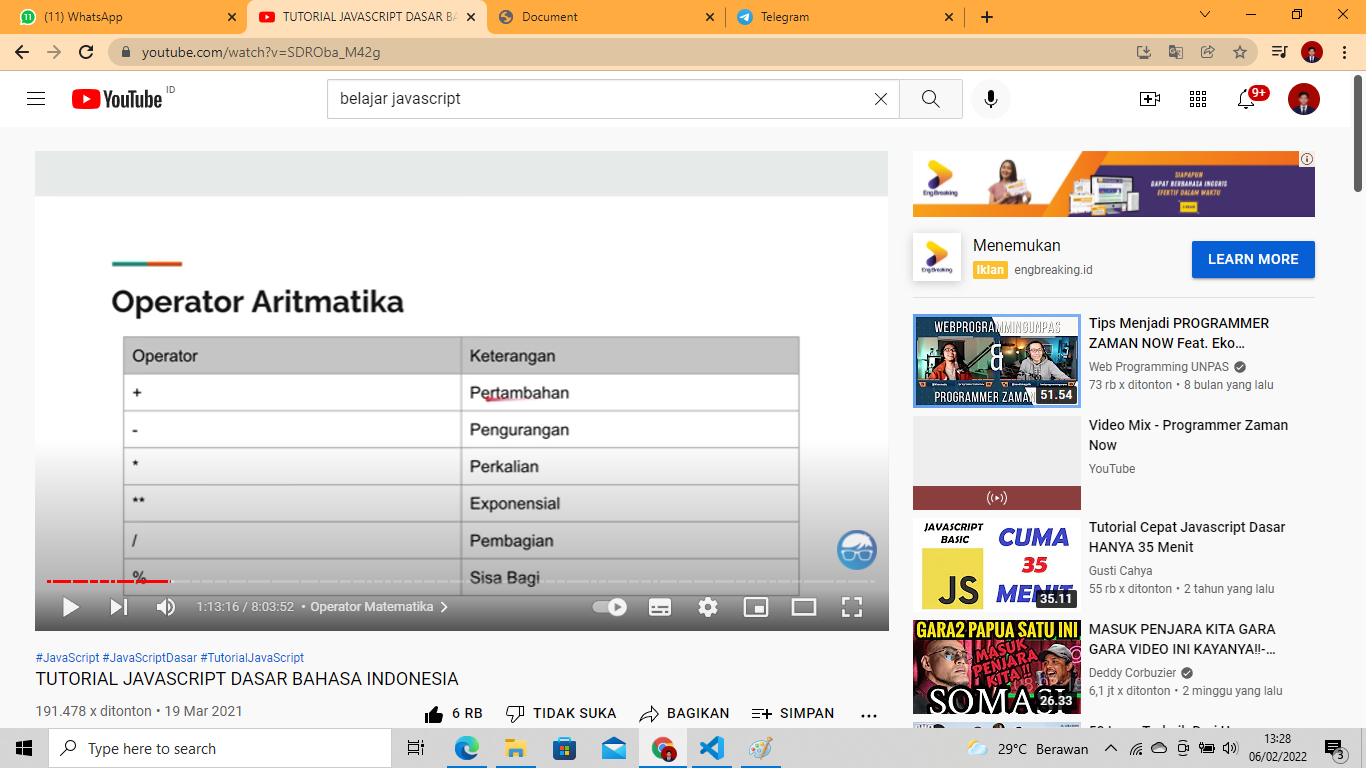 (11) WhatsApp
TUTORIAL JAVASCRIPT DASAR BA
Document
Telegram
youtube.com/watch?v=SDROba_M42g
YouTube ID
belajar javascript
9+
Operator Aritmatika
Operator Keterangan
+ Pertambahan
- Pengurangan
* Perkalian
** Exponensial
/ Pembagian
% Sisa Bagi
1:13:16 / 8:03:52 • Operator Matematika
#JavaScript #JavaScriptDasar #TutorialJavaScript
TUTORIAL JAVASCRIPT DASAR BAHASA INDONESIA
191.478 x ditonton • 19 Mar 2021
6 RB
TIDAK SUKA
BAGIKAN
SIMPAN
Eng Breaking
SIAPAPUN
DAPAT BERBAHASA INGGRIS
EFEKTIF DALAM WAKTU
Eng Breaking
Menemukan
Iklan engbreaking.id
LEARN MORE
WEBPROGRAMMINGUNPAS
&
PROGRAMMER ZAMAN
51.54
Tips Menjadi PROGRAMMER
ZAMAN NOW Feat. Eko…
Web Programming UNPAS
73 rb x ditonton • 8 bulan yang lalu
Video Mix - Programmer Zaman
Now
YouTube
JAVASCRIPT
BASIC
JS
CUMA
35
MENIT
35.11
Tutorial Cepat Javascript Dasar
HANYA 35 Menit
Gusti Cahya
55 rb x ditonton • 2 tahun yang lalu
GARA2 PAPUA SATU INI
MASUK
PENJARA
KITA!!
SOMASI
26.33
MASUK PENJARA KITA GARA
GARA VIDEO INI KAYANYA!!-…
Deddy Corbuzier
6,1 jt x ditonton • 2 minggu yang lalu
Type here to search
29°C Berawan
13:28
06/02/2022
3